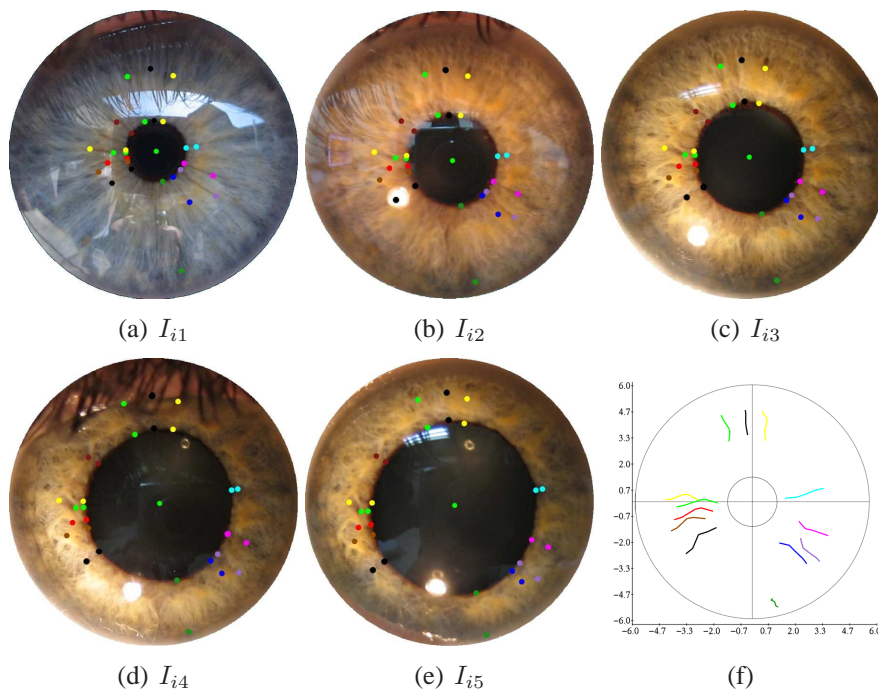 (a) I_{i1}
(b) I_{i2}
(c) I_{i3}
6.0
4.7
3.3
2.0
0.7
−0.7
−2.0
−3.3
−4.7
−6.0
−6.0 −4.7 −3.3 −2.0 −0.7 0.7 2.0 3.3 4.7 6.0
(d) I_{i4}
(e) I_{i5}
(f)